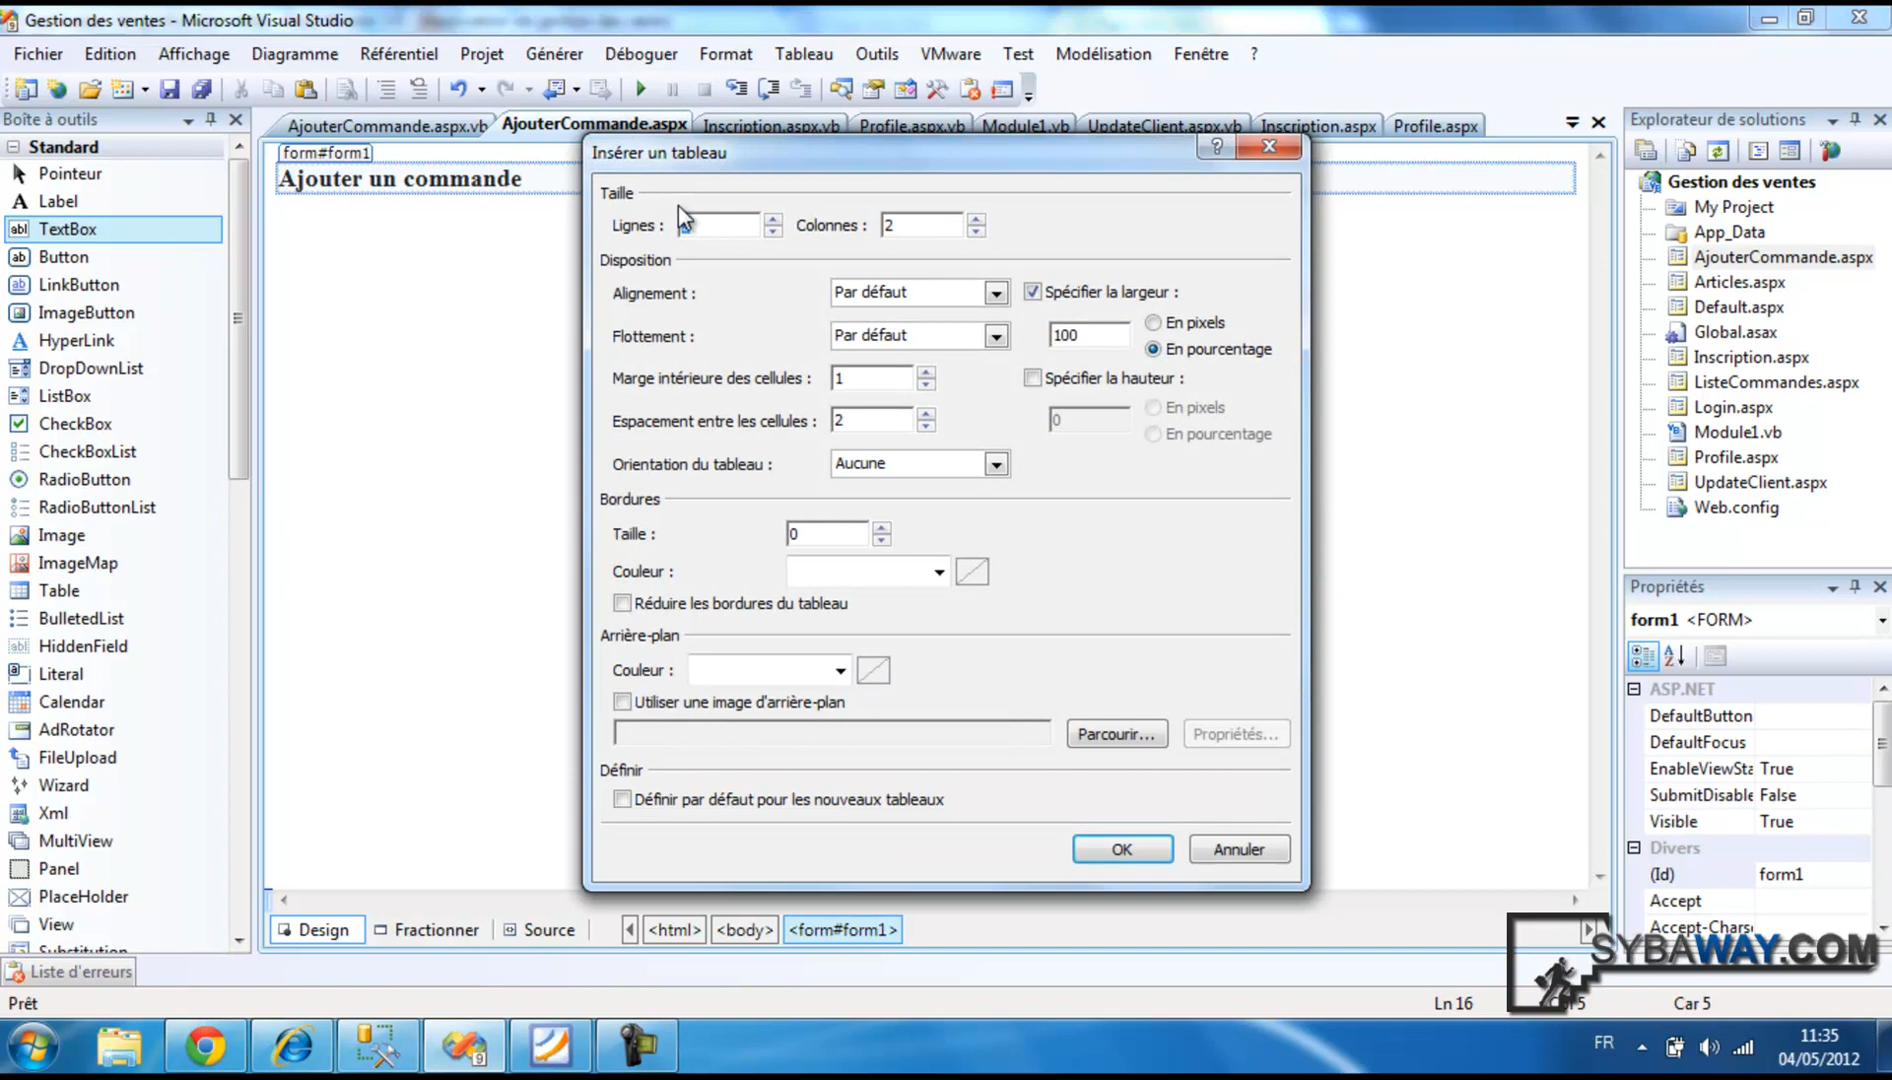 Gestion des ventes - Microsoft Visual Studio
Fichier Edition Affichage Diagramme Référentiel Projet Générer Déboguer Format Tableau Outils VMware Test Modélisation Fenêtre ?
Boîte à outils
AjouterCommande.aspx.vb AjouterCommande.aspx Inscription.aspx.vb Profile.aspx.vb Module1.vb UpdateClient.aspx.vb Inscription.aspx Profile.aspx
Explorateur de solutions
Standard
Pointeur
Label
TextBox
Button
LinkButton
ImageButton
HyperLink
DropDownList
ListBox
CheckBox
CheckBoxList
RadioButton
RadioButtonList
Image
ImageMap
Table
BulletedList
HiddenField
Literal
Calendar
AdRotator
FileUpload
Wizard
Xml
MultiView
Panel
PlaceHolder
View
Substitution
form#form1
Ajouter un commande
Insérer un tableau
Taille
Lignes :
Colonnes : 2
Disposition
Alignement : Par défaut
Spécifier la largeur :
Flottement : Par défaut
100
En pixels
En pourcentage
Marge intérieure des cellules : 1
Spécifier la hauteur :
Espacement entre les cellules : 2
0
En pixels
En pourcentage
Orientation du tableau : Aucune
Bordures
Taille : 0
Couleur :
Réduire les bordures du tableau
Arrière-plan
Couleur :
Utiliser une image d'arrière-plan
Parcourir... Propriétés...
Définir
Définir par défaut pour les nouveaux tableaux
OK Annuler
Gestion des ventes
My Project
App_Data
AjouterCommande.aspx
Articles.aspx
Default.aspx
Global.asax
Inscription.aspx
ListeCommandes.aspx
Login.aspx
Module1.vb
Profile.aspx
UpdateClient.aspx
Web.config
Propriétés
form1 <FORM>
ASP.NET
DefaultButton
DefaultFocus
EnableViewSta True
SubmitDisable False
Visible True
Divers
(Id) form1
Accept
Accept-Charse
Design Fractionner Source <html> <body> <form#form1>
SYBAWAY.COM
Liste d'erreurs
Prêt
Ln 16 Col 5 Car 5
FR
11:35
04/05/2012